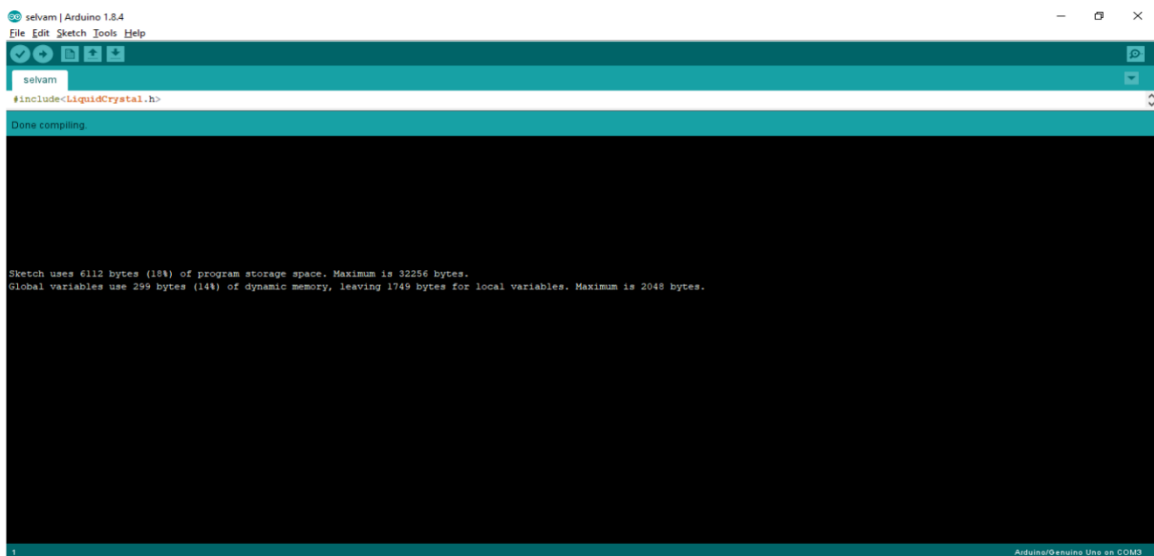 selvam | Arduino 1.8.4
File Edit Sketch Tools Help
selvam
#include<LiquidCrystal.h>
Done compiling.
Sketch uses 6112 bytes (18%) of program storage space. Maximum is 32256 bytes.
Global variables use 299 bytes (14%) of dynamic memory, leaving 1749 bytes for local variables. Maximum is 2048 bytes.
1 Arduino/Genuino Uno on COM3